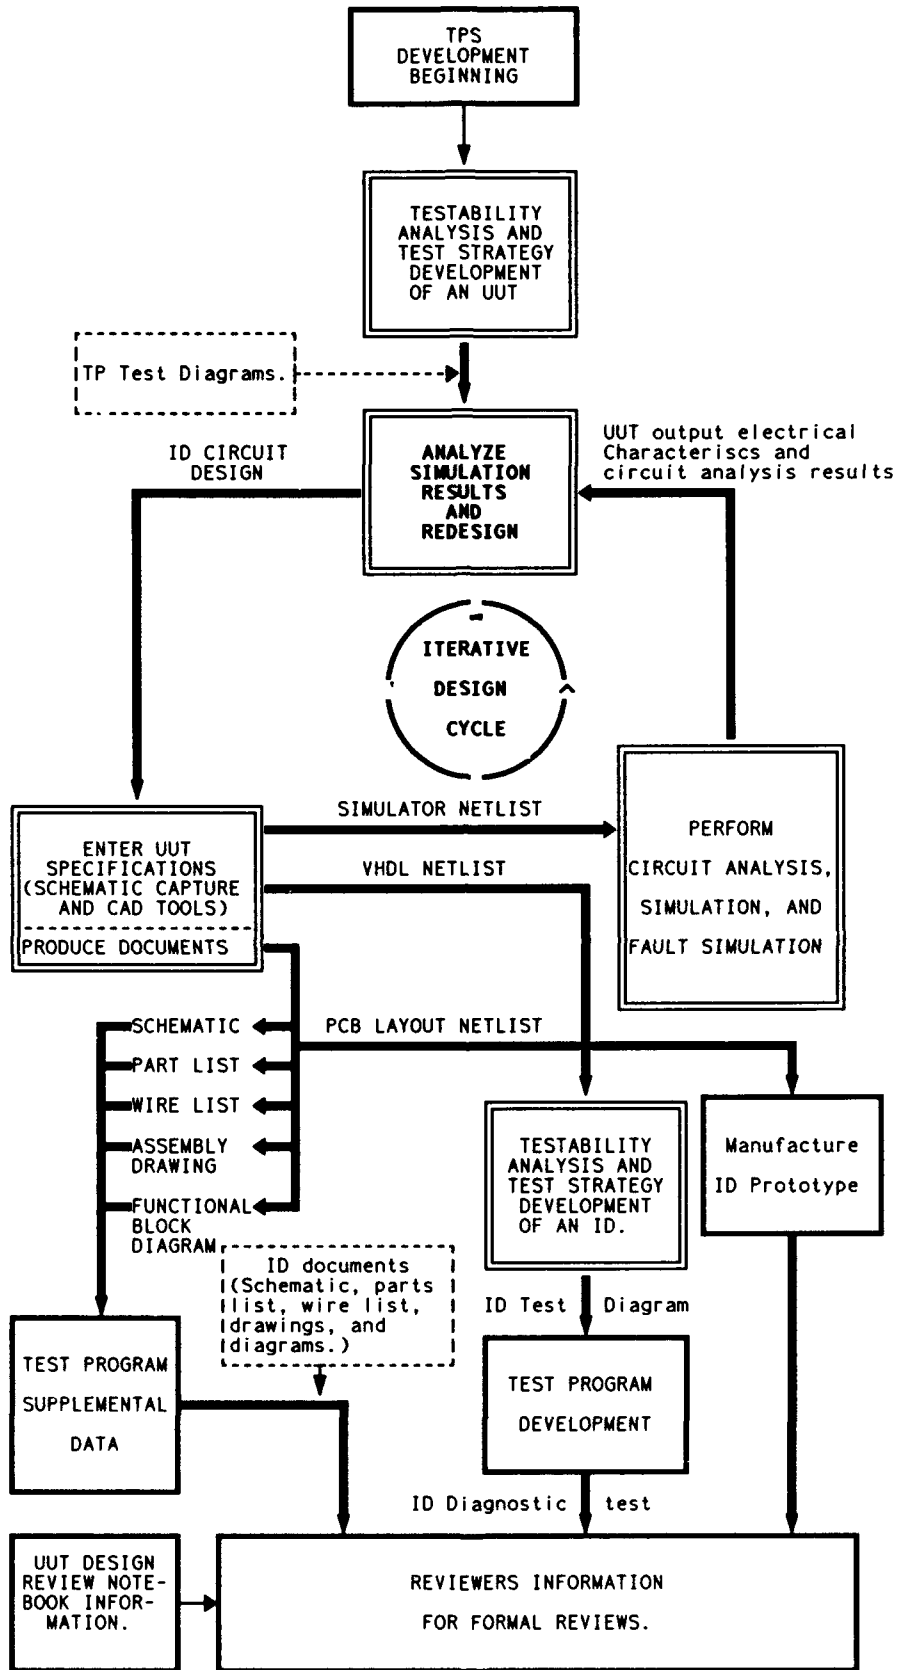 TPS
DEVELOPMENT
BEGINNING
TESTABILITY
ANALYSIS AND
TEST STRATEGY
DEVELOPMENT
OF AN UUT
TP Test Diagrams.
ID CIRCUIT
DESIGN
ANALYZE
SIMULATION
RESULTS
AND
REDESIGN
UUT output electrical
Characteriscs and
circuit analysis results
ITERATIVE
DESIGN
CYCLE
ENTER UUT
SPECIFICATIONS
(SCHEMATIC CAPTURE
AND CAD TOOLS)
PRODUCE DOCUMENTS
SIMULATOR NETLIST
VHDL NETLIST
PERFORM
CIRCUIT ANALYSIS,
SIMULATION, AND
FAULT SIMULATION
SCHEMATIC
PART LIST
WIRE LIST
ASSEMBLY
DRAWING
FUNCTIONAL
BLOCK
DIAGRAM
PCB LAYOUT NETLIST
TESTABILITY
ANALYSIS AND
TEST STRATEGY
DEVELOPMENT
OF AN ID.
Manufacture
ID Prototype
ID documents
(Schematic, parts
list, wire list,
drawings, and
diagrams.)
ID Test Diagram
TEST PROGRAM
SUPPLEMENTAL
DATA
TEST PROGRAM
DEVELOPMENT
ID Diagnostic test
UUT DESIGN
REVIEW NOTE-
BOOK INFOR-
MATION.
REVIEWERS INFORMATION
FOR FORMAL REVIEWS.